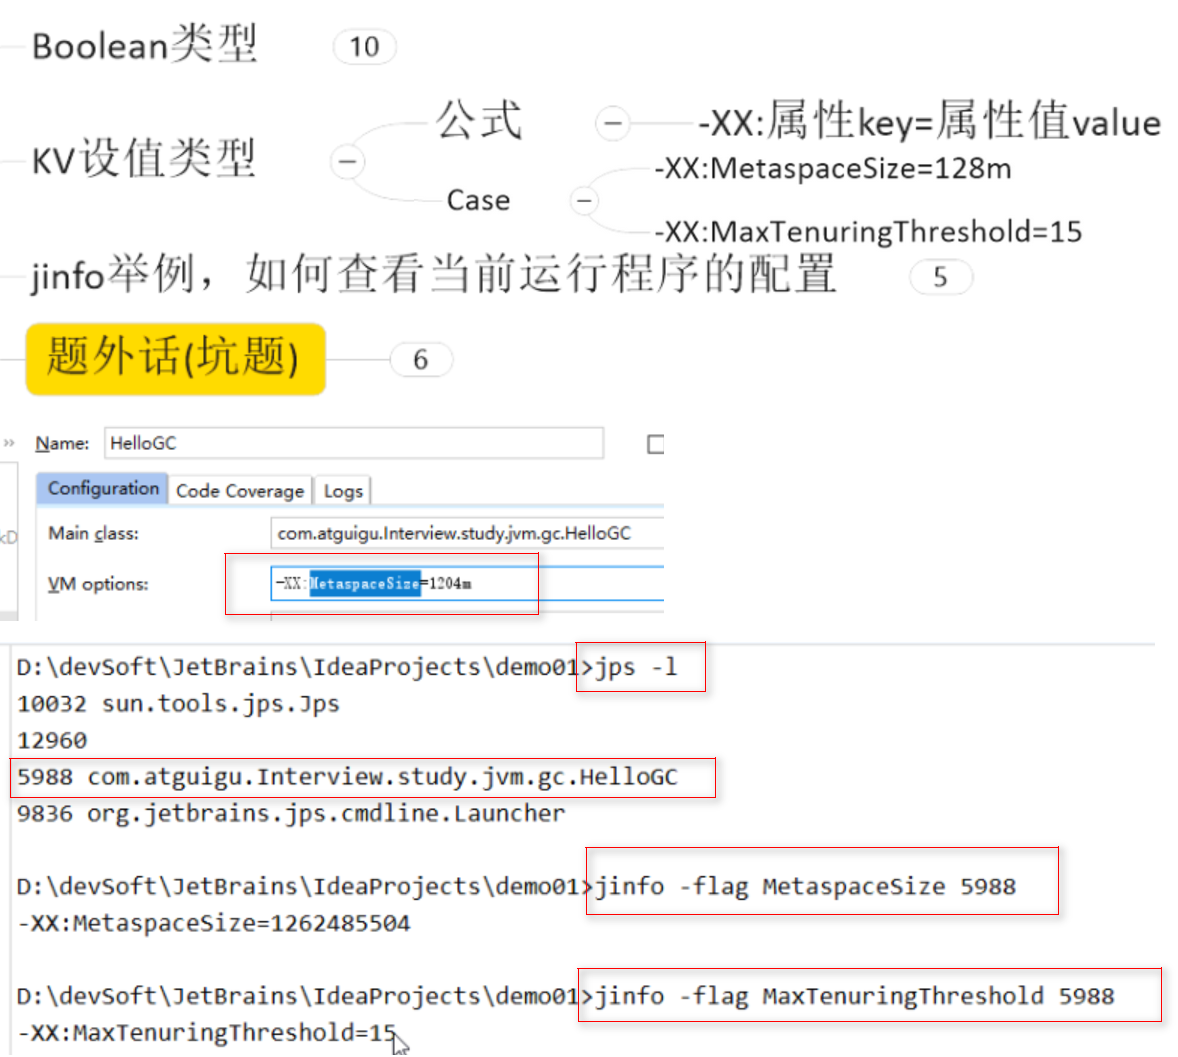 Boolean类型 10
公式 -XX:属性key=属性值value
KV设值类型
-XX:MetaspaceSize=128m
Case
-XX:MaxTenuringThreshold=15
jinfo举例，如何查看当前运行程序的配置 5
题外话(坑题) 6
» Name: HelloGC
Configuration Code Coverage Logs
Main class: com.atguigu.Interview.study.jvm.gc.HelloGC
VM options: -XX:MetaspaceSize=1204m
D:\devSoft\JetBrains\IdeaProjects\demo01>jps -l
10032 sun.tools.jps.Jps
12960
5988 com.atguigu.Interview.study.jvm.gc.HelloGC
9836 org.jetbrains.jps.cmdline.Launcher
D:\devSoft\JetBrains\IdeaProjects\demo01>jinfo -flag MetaspaceSize 5988
-XX:MetaspaceSize=1262485504
D:\devSoft\JetBrains\IdeaProjects\demo01>jinfo -flag MaxTenuringThreshold 5988
-XX:MaxTenuringThreshold=15